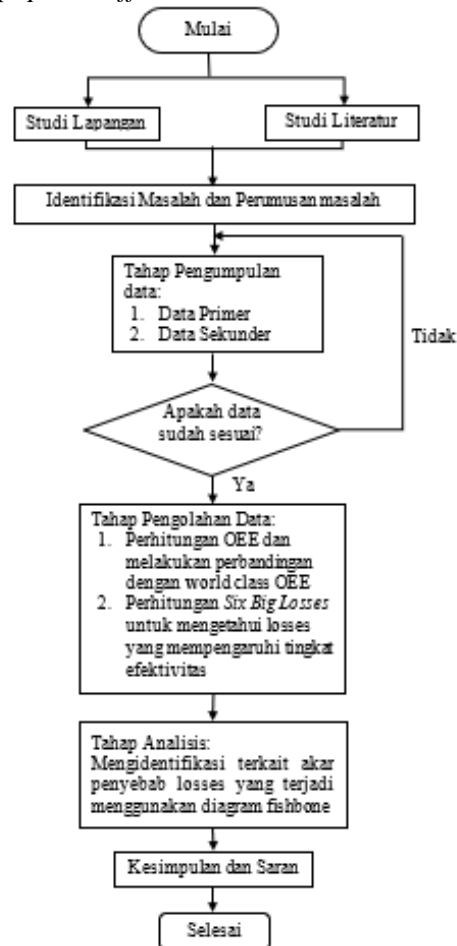 Mulai
Studi Lapangan
Studi Literatur
Identifikasi Masalah dan Perumusan masalah
Tahap Pengumpulan
data:
1. Data Primer
2. Data Sekunder
Tidak
Apakah data
sudah sesuai?
Ya
Tahap Pengolahan Data:
1. Perhitungan OEE dan
melakukan perbandingan
dengan world class OEE
2. Perhitungan Six Big Losses
untuk mengetahui losses
yang mempengaruhi tingkat
efektivitas
Tahap Analisis:
Mengidentifikasi terkait akar
penyebab losses yang terjadi
menggunakan diagram fishbone
Kesimpulan dan Saran
Selesai